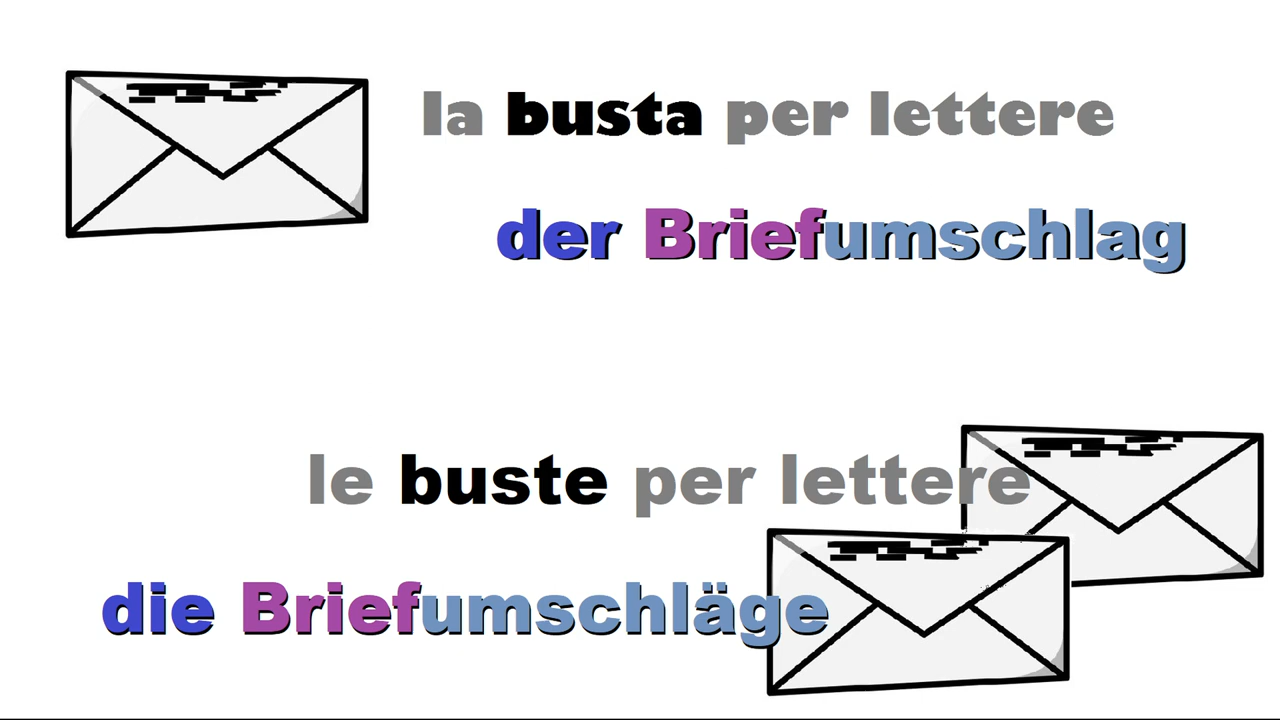 la busta per lettere
der Briefumschlag
le buste per lettere
die Briefumschläge